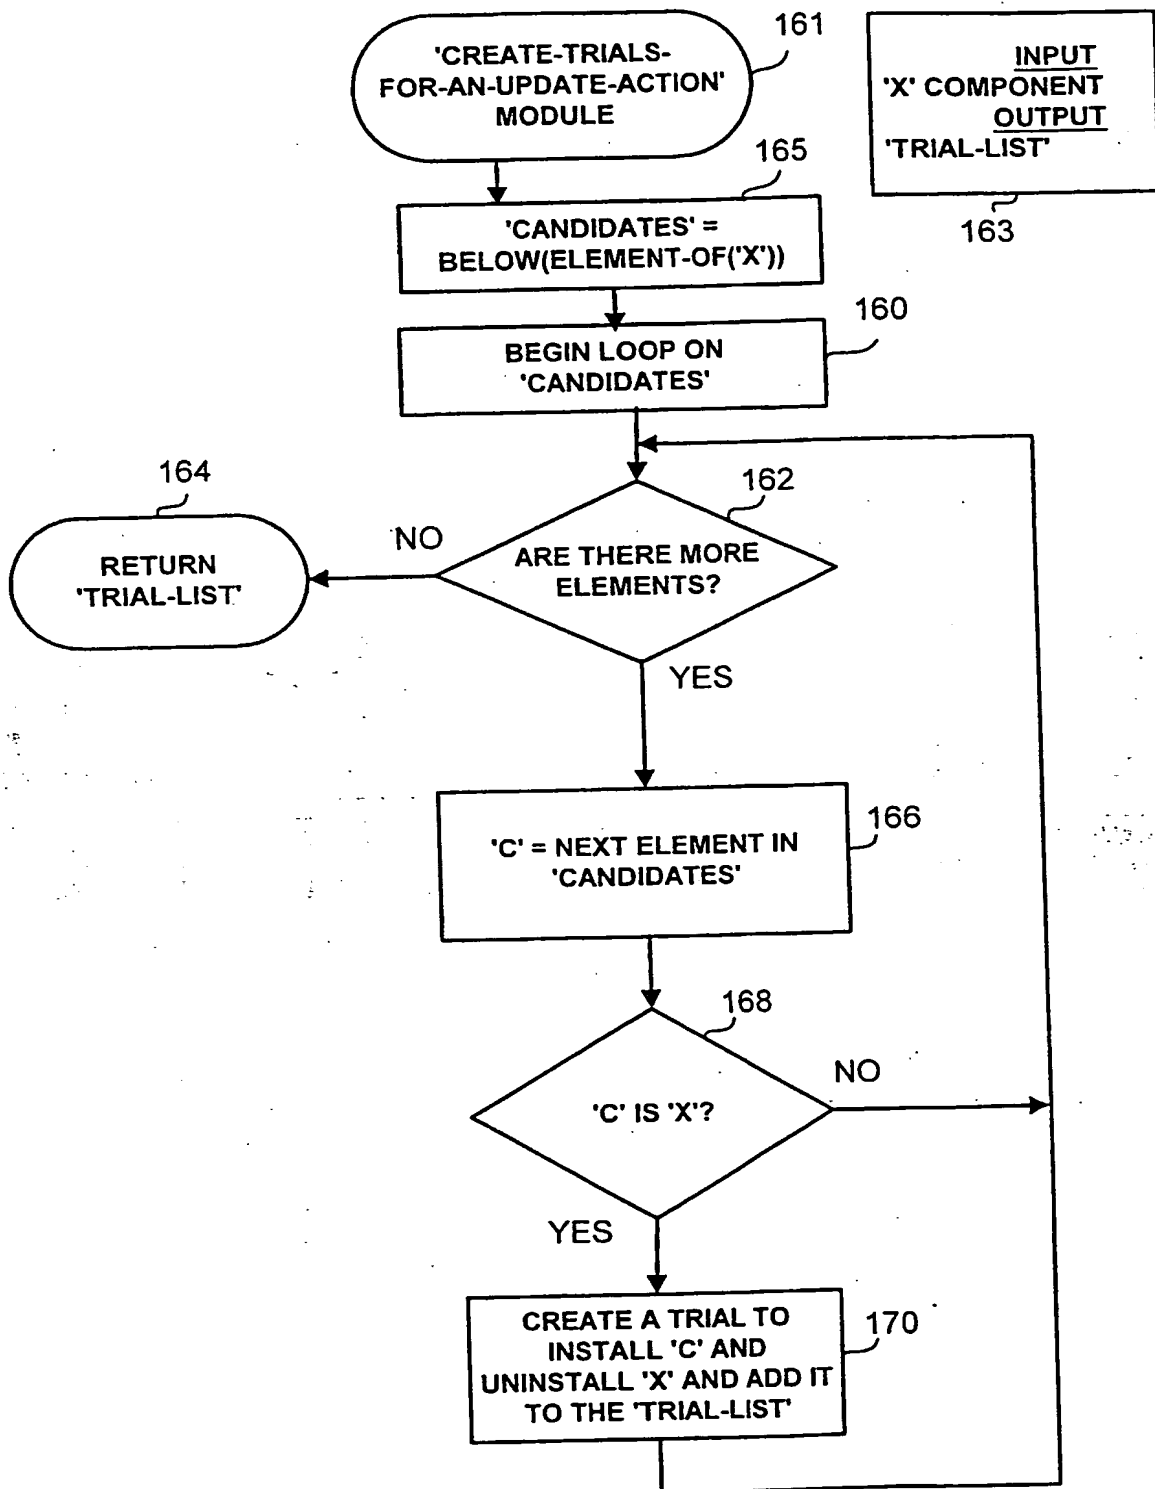 'CREATE-TRIALS-
FOR-AN-UPDATE-ACTION'
MODULE
161
INPUT
'X' COMPONENT
OUTPUT
'TRIAL-LIST'
163
165
'CANDIDATES' =
BELOW(ELEMENT-OF('X'))
160
BEGIN LOOP ON
'CANDIDATES'
164
RETURN
'TRIAL-LIST'
NO
162
ARE THERE MORE
ELEMENTS?
YES
166
'C' = NEXT ELEMENT IN
'CANDIDATES'
168
'C' IS 'X'?
NO
YES
170
CREATE A TRIAL TO
INSTALL 'C' AND
UNINSTALL 'X' AND ADD IT
TO THE 'TRIAL-LIST'